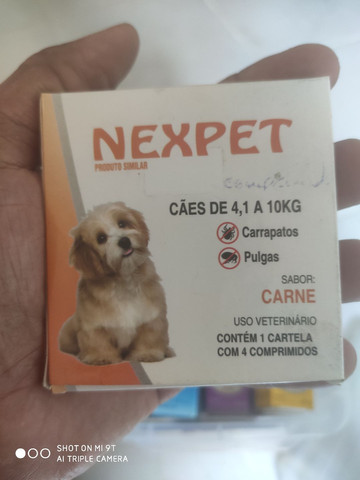 NEXPET
PRODUTO SIMILAR
CÃES DE 4,1 A 10KG
Carrapatos
Pulgas
SABOR:
CARNE
USO VETERINÁRIO
CONTÉM 1 CARTELA
COM 4 COMPRIMIDOS
SHOT ON MI 9T
AI TRIPLE CAMERA